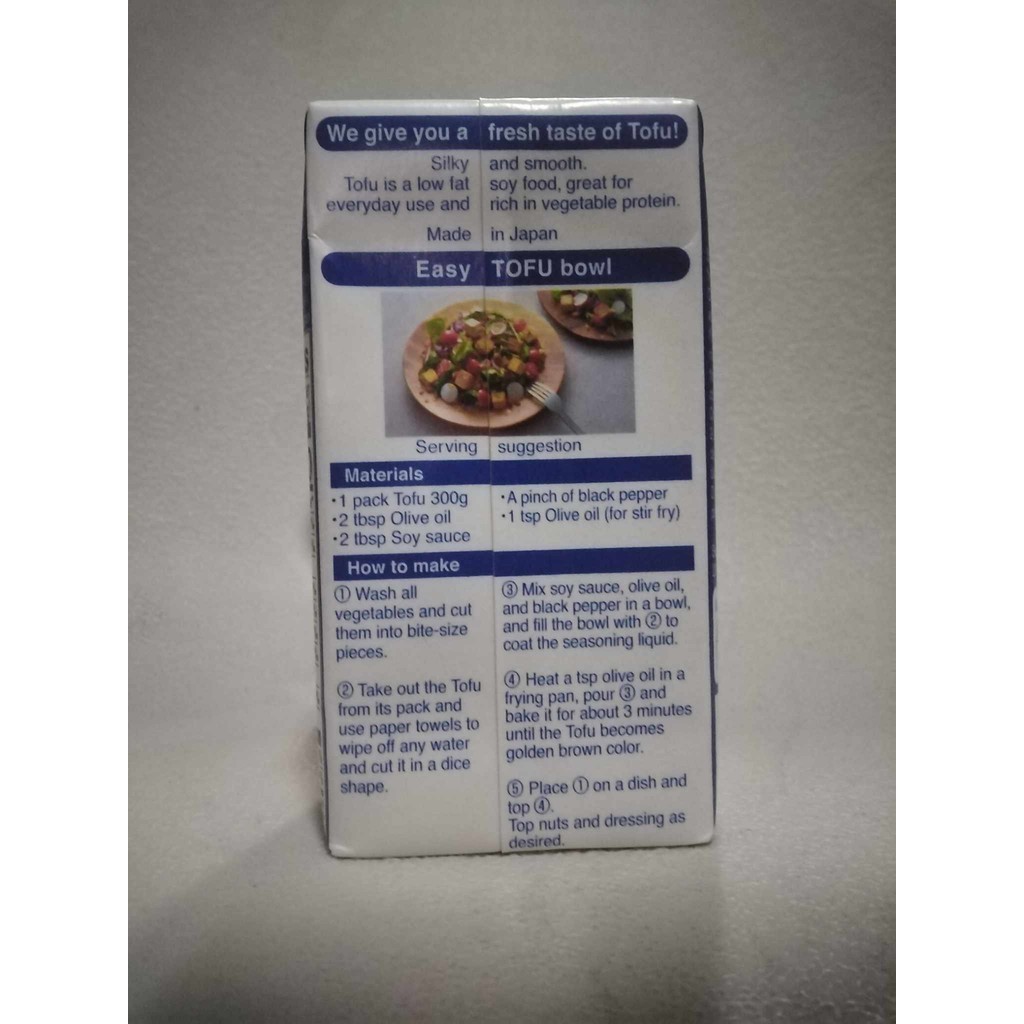 We give you a fresh taste of Tofu!
Silky and smooth.
Tofu is a low fat soy food, great for
everyday use and rich in vegetable protein.
Made in Japan
Easy TOFU bowl
Serving suggestion
Materials
・1 pack Tofu 300g
・2 tbsp Olive oil
・2 tbsp Soy sauce
・A pinch of black pepper
・1 tsp Olive oil (for stir fry)
How to make
① Wash all
vegetables and cut
them into bite-size
pieces.
② Take out the Tofu
from its pack and
use paper towels to
wipe off any water
and cut it in a dice
shape.
③ Mix soy sauce, olive oil,
and black pepper in a bowl,
and fill the bowl with ② to
coat the seasoning liquid.
④ Heat a tsp olive oil in a
frying pan, pour ③ and
bake it for about 3 minutes
until the Tofu becomes
golden brown color.
⑤ Place ① on a dish and
top ④.
Top nuts and dressing as
desired.